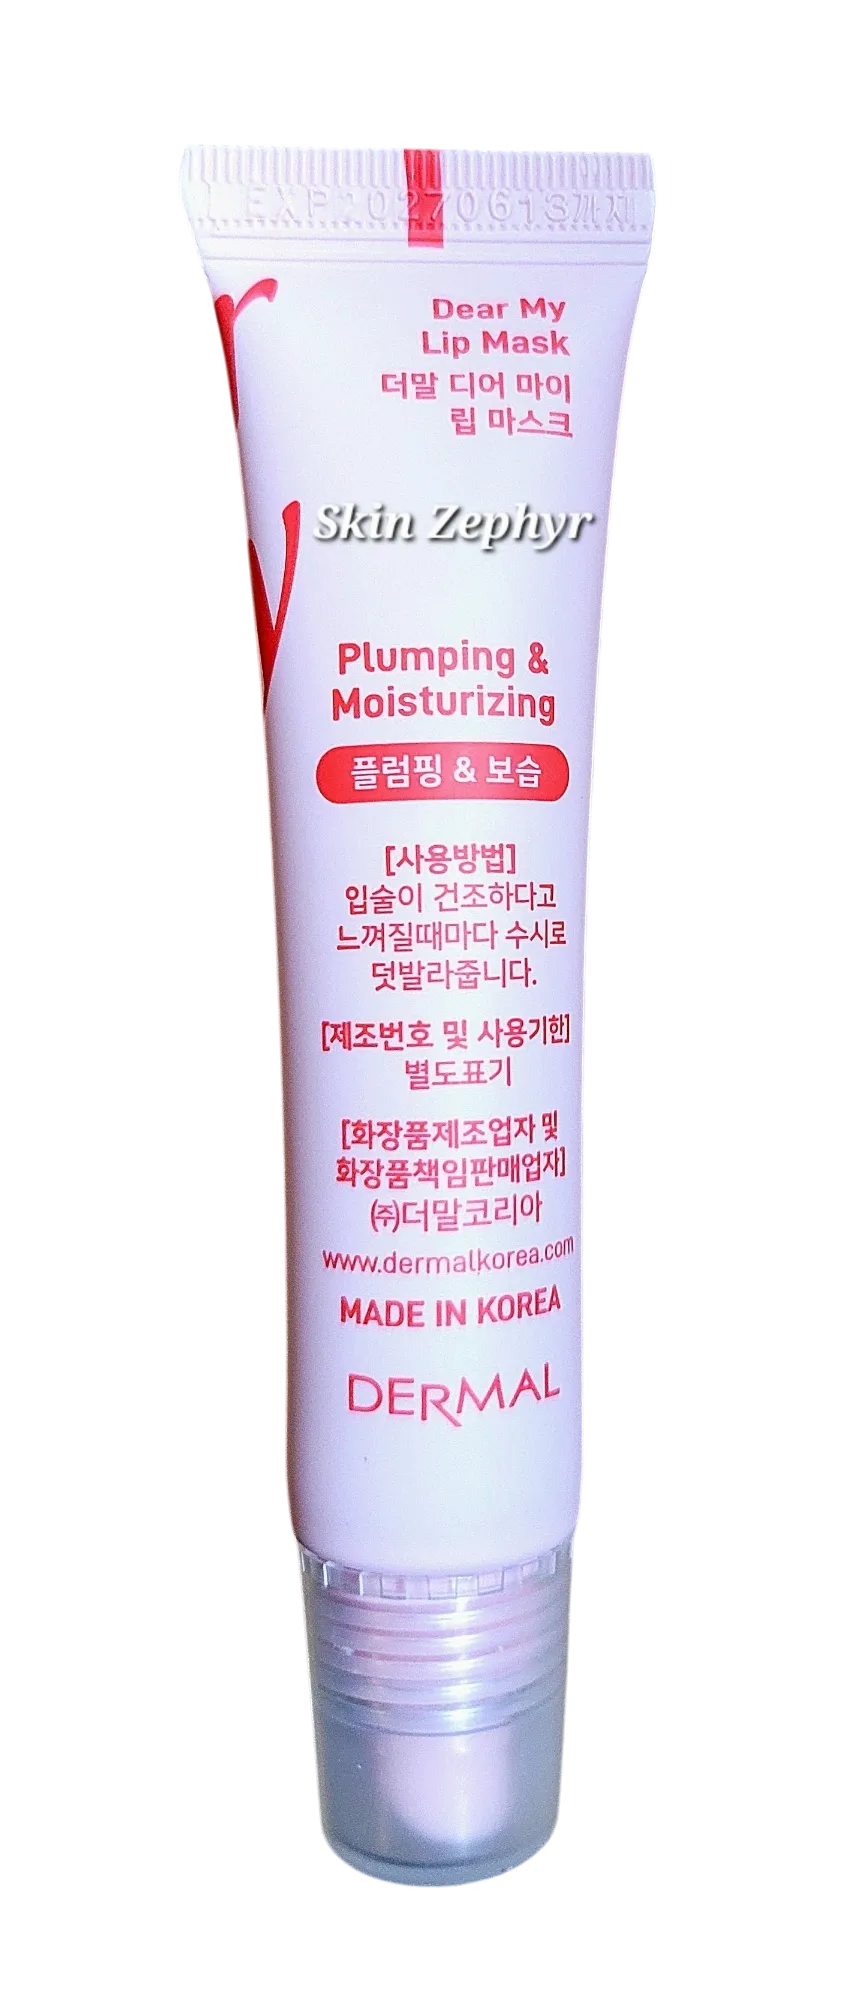 EXP 20270613까지
Dear My
Lip Mask
더말 디어 마이
립 마스크
Skin Zephyr
Plumping &
Moisturizing
플럼핑 & 보습
[사용방법]
입술이 건조하다고
느껴질때마다 수시로
덧발라줍니다.
[제조번호 및 사용기한]
별도표기
[화장품제조업자 및
화장품책임판매업자]
㈜더말코리아
www.dermalkorea.com
MADE IN KOREA
DERMAL